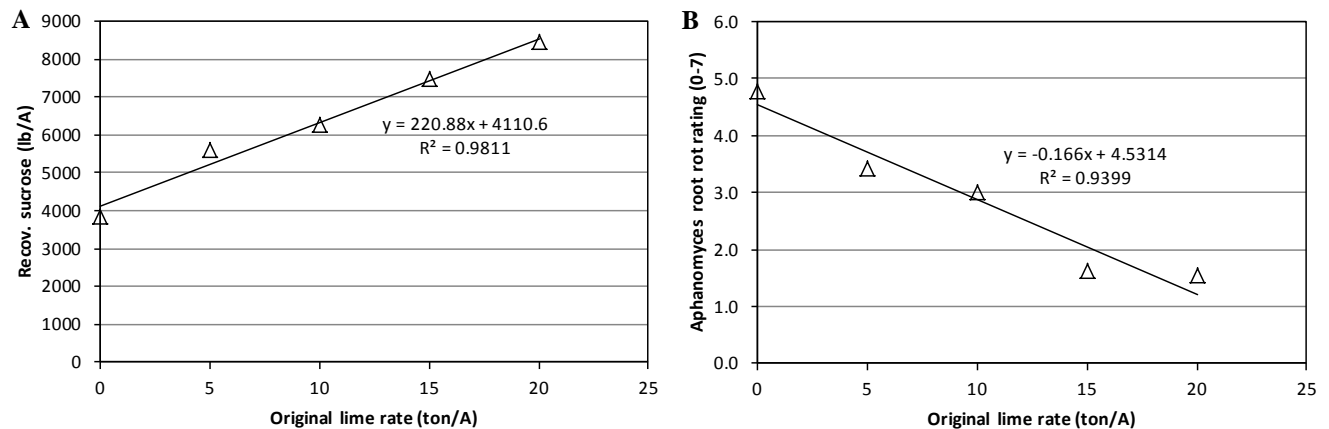 A
Recov. sucrose (lb/A)
9000
8000
7000
6000
5000
4000
3000
2000
1000
0
y = 220.88x + 4110.6
R² = 0.9811
0 5 10 15 20 25
Original lime rate (ton/A)
B
Aphanomyces root rot rating (0-7)
6.0
5.0
4.0
3.0
2.0
1.0
0.0
y = -0.166x + 4.5314
R² = 0.9399
0 5 10 15 20 25
Original lime rate (ton/A)